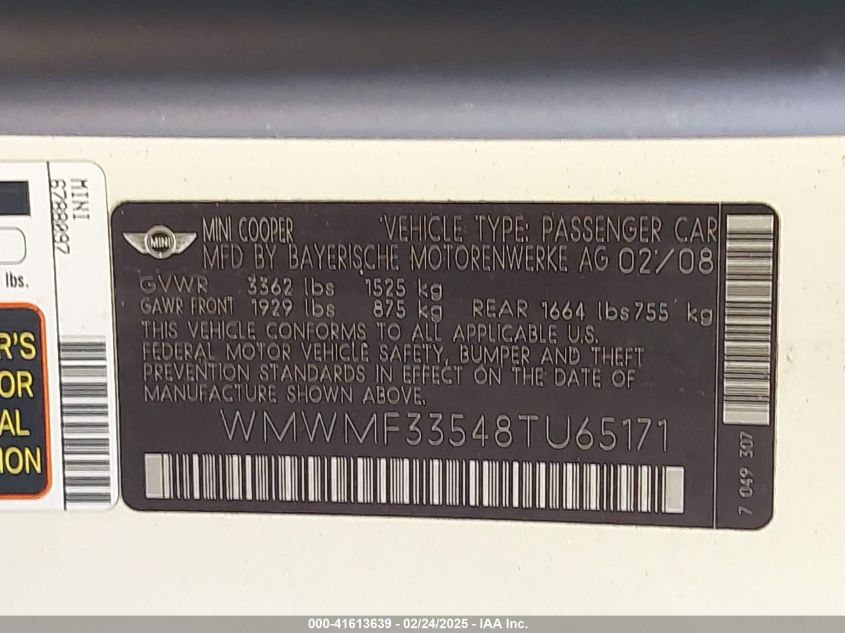 MINI
6788097
lbs.
R'S
OR
AL
ION
MINI
MINI COOPER VEHICLE TYPE: PASSENGER CAR
MFD BY BAYERISCHE MOTORENWERKE AG 02/08
GVWR 3362 lbs 1525 kg
GAWR FRONT 1929 lbs 875 kg REAR 1664 lbs 755 kg
THIS VEHICLE CONFORMS TO ALL APPLICABLE U.S.
FEDERAL MOTOR VEHICLE SAFETY, BUMPER AND THEFT
PREVENTION STANDARDS IN EFFECT ON THE DATE OF
MANUFACTURE SHOWN ABOVE.
WMWMF33548TU65171
7 049 307
000-41613639 - 02/24/2025 - IAA Inc.